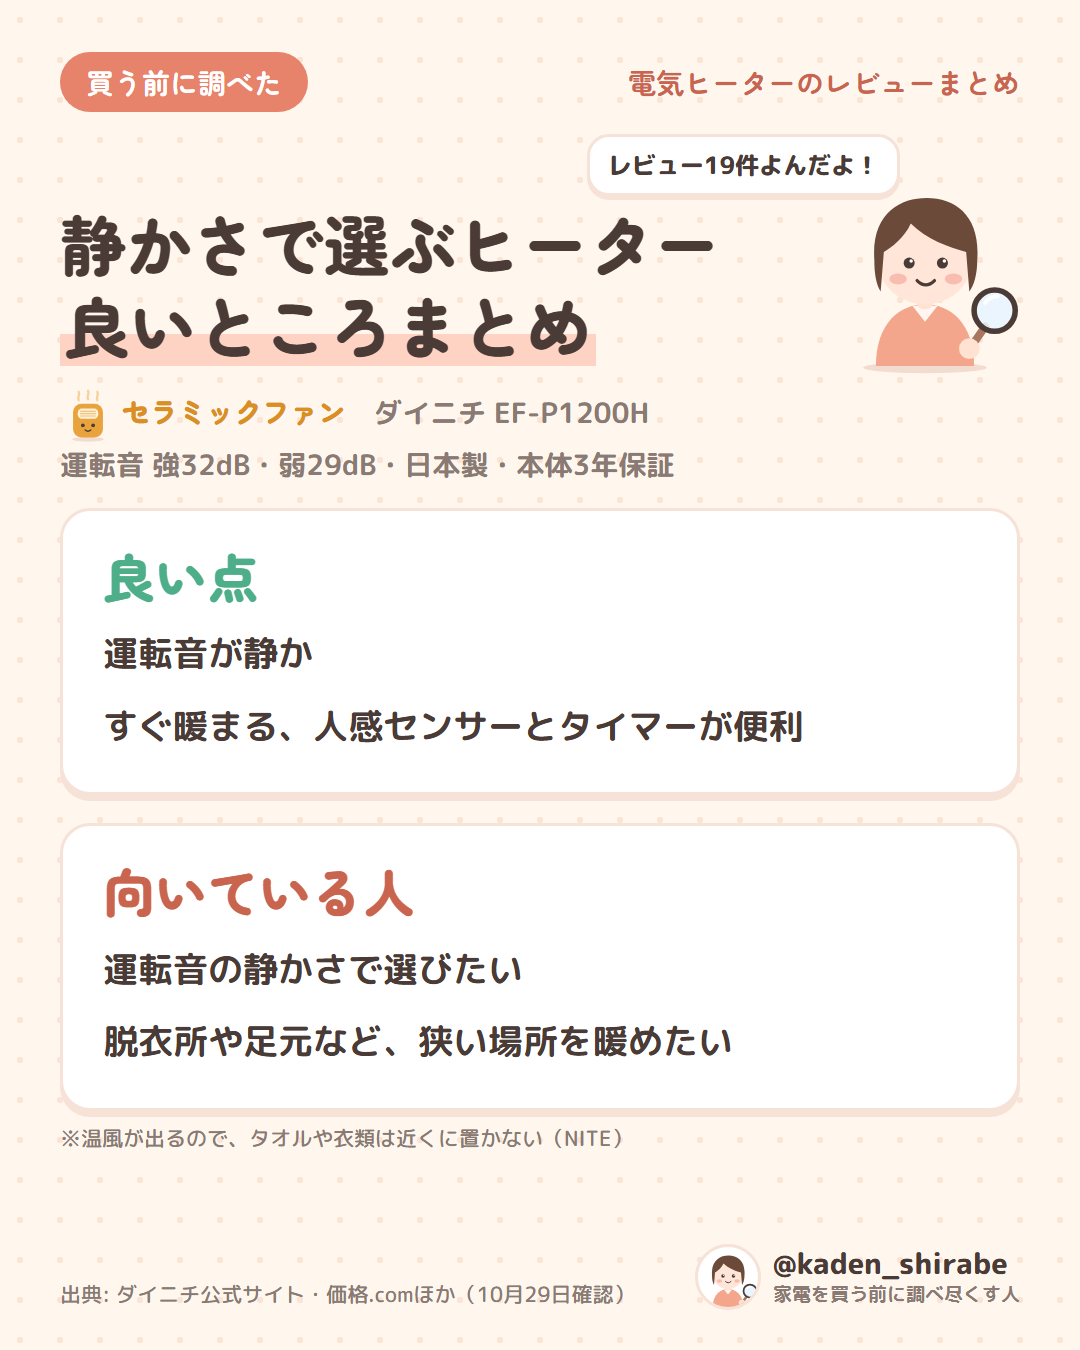 買う前に調べた
電気ヒーターのレビューまとめ
レビュー19件よんだよ！
静かさで選ぶヒーター
良いところまとめ
セラミックファン ダイニチ EF-P1200H
運転音 強32dB・弱29dB・日本製・本体3年保証
良い点
運転音が静か
すぐ暖まる、人感センサーとタイマーが便利
向いている人
運転音の静かさで選びたい
脱衣所や足元など、狭い場所を暖めたい
※温風が出るので、タオルや衣類は近くに置かない（NITE）
出典: ダイニチ公式サイト・価格.comほか（10月29日確認）
@kaden_shirabe
家電を買う前に調べ尽くす人